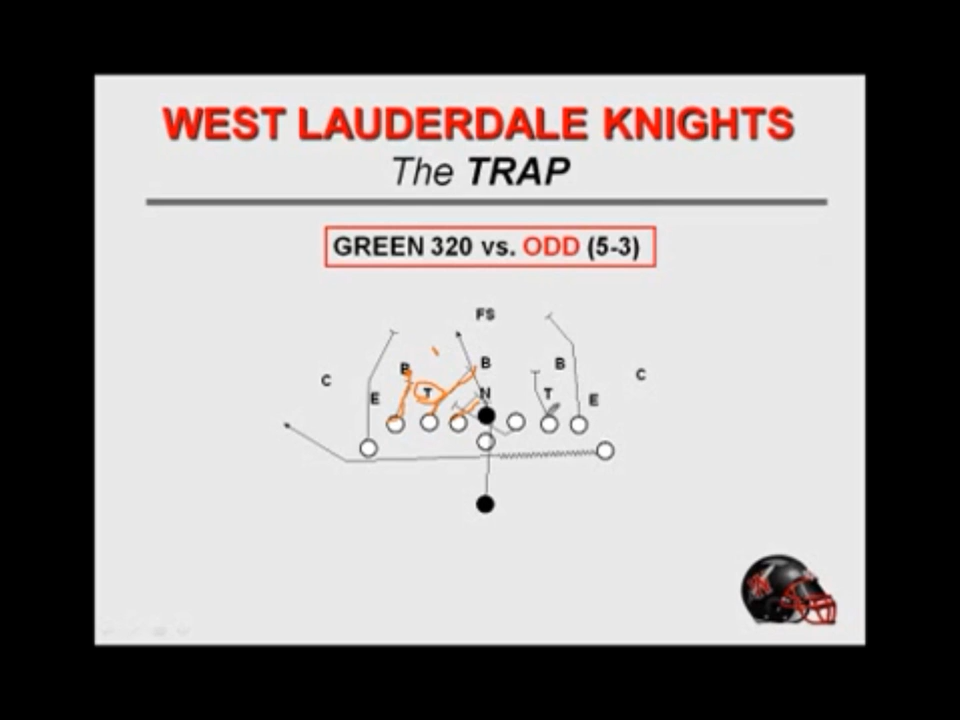 WEST LAUDERDALE KNIGHTS
The TRAP
GREEN 320 vs. ODD (5-3)
FS
B B B
C C
E T N T E